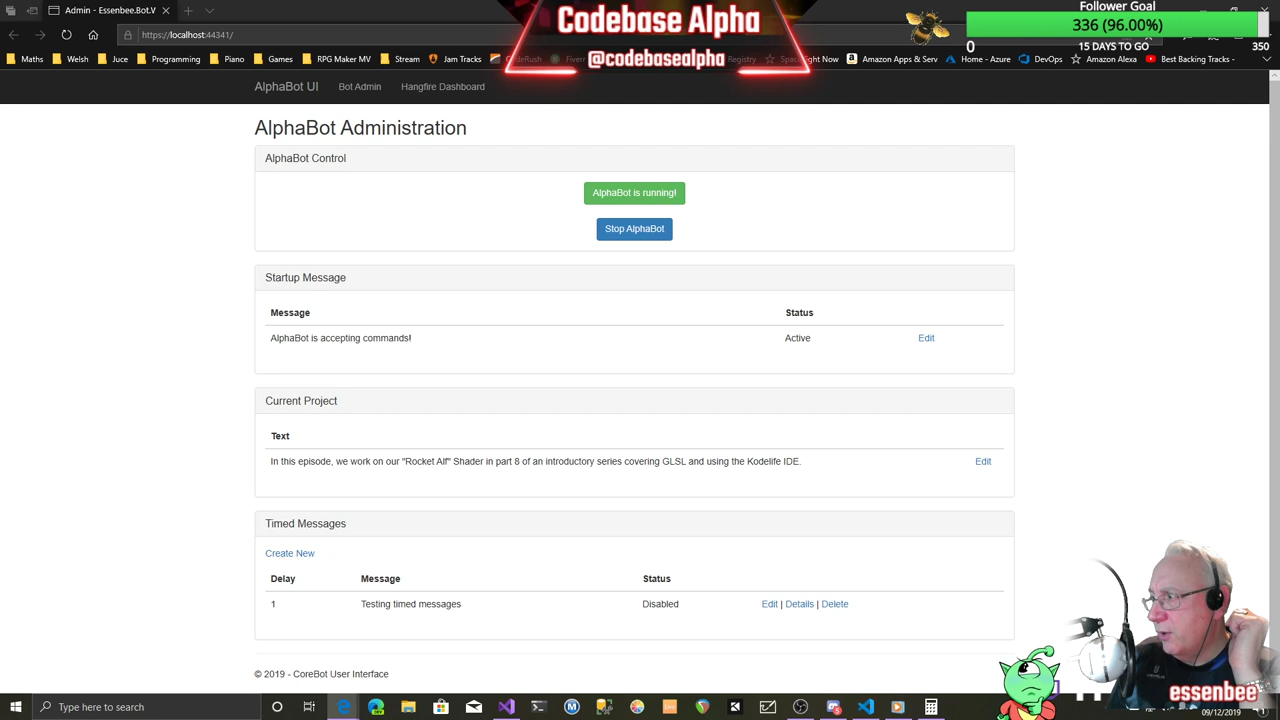 Admin - Essenbee.Bot.V
Codebase Alpha
@codebasealpha
Follower Goal
336 (96.00%)
0
15 DAYS TO GO
350
https://localhost:44341/
Maths
Welsh
Juce
Programming
Piano
Games
RPG Maker MV
Stream
Jam Tracks
CodeRush
Fiverr
Registry
Amazon Apps & Serv
Home - Azure
DevOps
Amazon Alexa
Best Backing Tracks -
AlphaBot UI
Bot Admin
Hangfire Dashboard
AlphaBot Administration
AlphaBot Control
AlphaBot is running!
Stop AlphaBot
Startup Message
Message Status
AlphaBot is accepting commands! Active Edit
Current Project
Text
In this episode, we work on our "Rocket Alf" Shader in part 8 of an introductory series covering GLSL and using the Kodelife IDE. Edit
Timed Messages
Create New
Delay Message Status
1 Testing timed messages Disabled Edit | Details | Delete
© 2019 - CoreBot User Interface
essenbee
Type here to search
09/12/2019